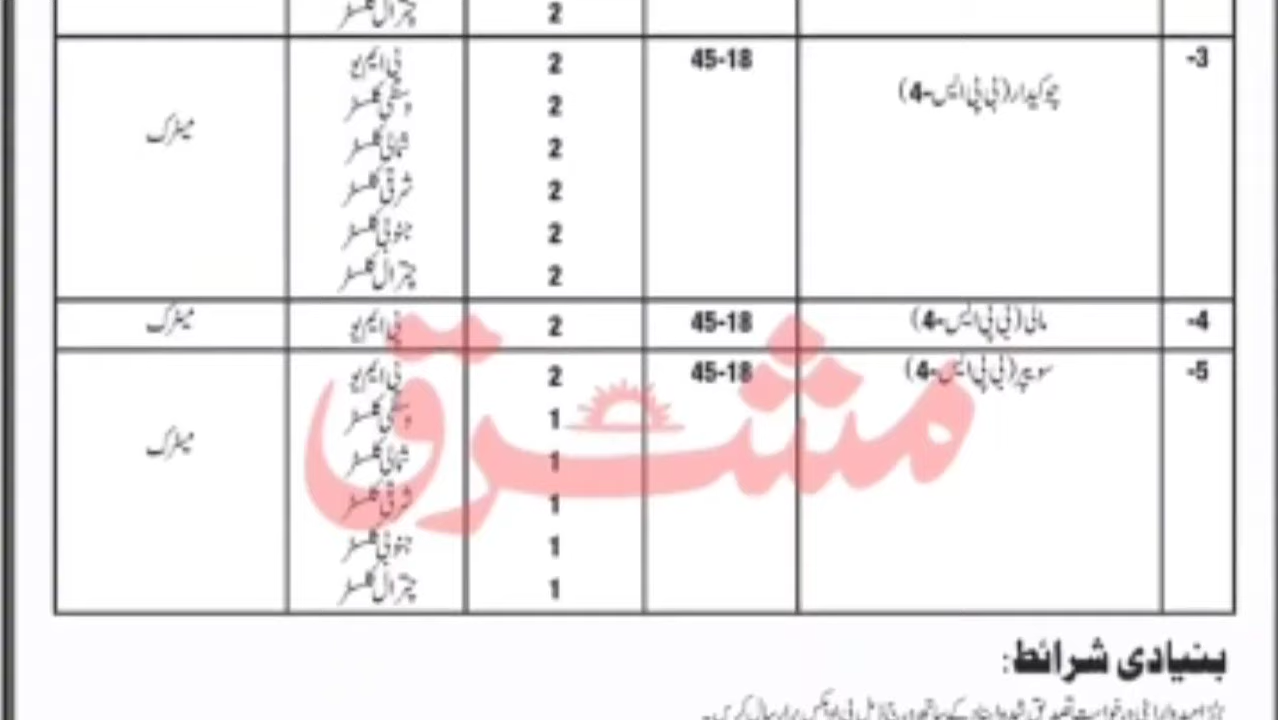 2 چترال کلسٹر
-3 چوکیدار (بی پی ایس-4) 45-18 2 پی ایم یو میٹرک
2 وسطی کلسٹر
2 شمالی کلسٹر
2 شرقی کلسٹر
2 جنوبی کلسٹر
2 چترال کلسٹر
-4 مالی (بی پی ایس-4) 45-18 2 پی ایم یو میٹرک
-5 سویپر (بی پی ایس-4) 45-18 2 پی ایم یو میٹرک
1 وسطی کلسٹر
1 شمالی کلسٹر
1 شرقی کلسٹر
1 جنوبی کلسٹر
1 چترال کلسٹر
مشرق
بنیادی شرائط: